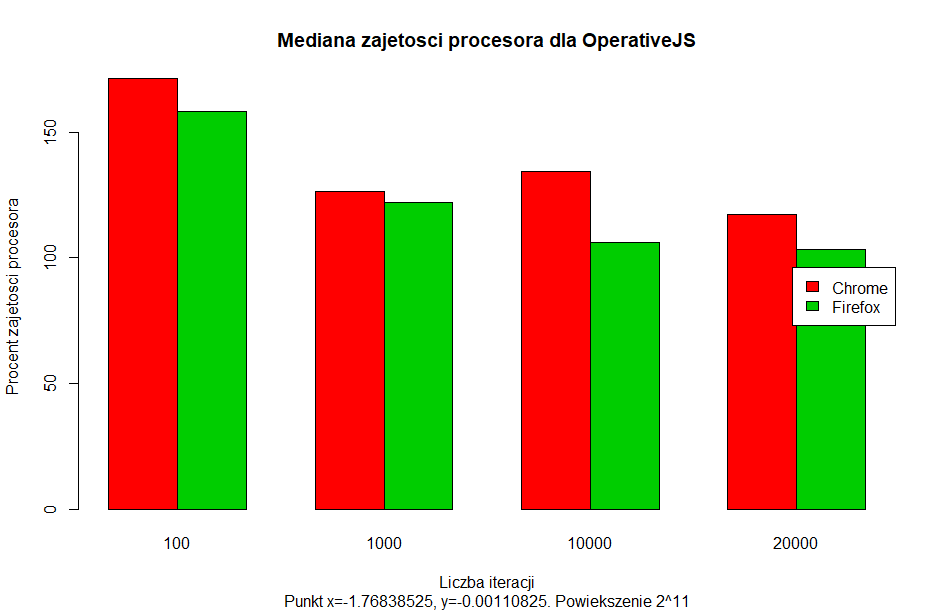 Mediana zajetosci procesora dla OperativeJS
Procent zajetosci procesora
150
100
50
0
Chrome
Firefox
100 1000 10000 20000
Liczba iteracji
Punkt x=-1.76838525, y=-0.00110825. Powiekszenie 2^11